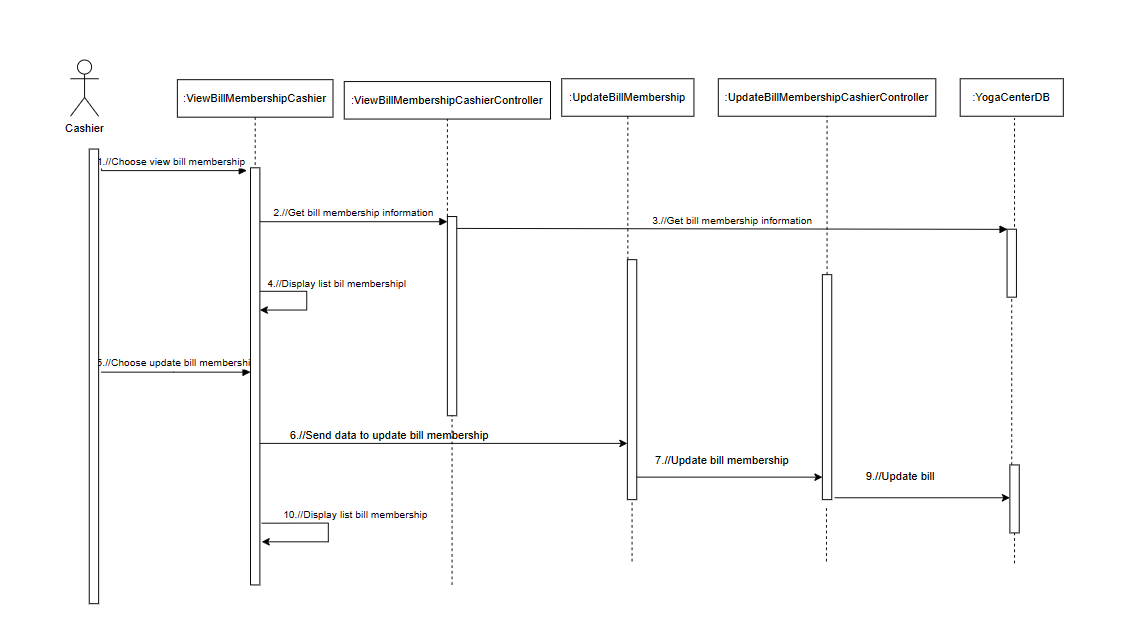 :ViewBillMembershipCashier
:ViewBillMembershipCashierController
:UpdateBillMembership
:UpdateBillMembershipCashierController
:YogaCenterDB
Cashier
1.//Choose view bill membership
2.//Get bill membership information
3.//Get bill membership information
4.//Display list bil membershipl
5.//Choose update bill membershi
6.//Send data to update bill membership
7.//Update bill membership
9.//Update bill
10.//Display list bill membership